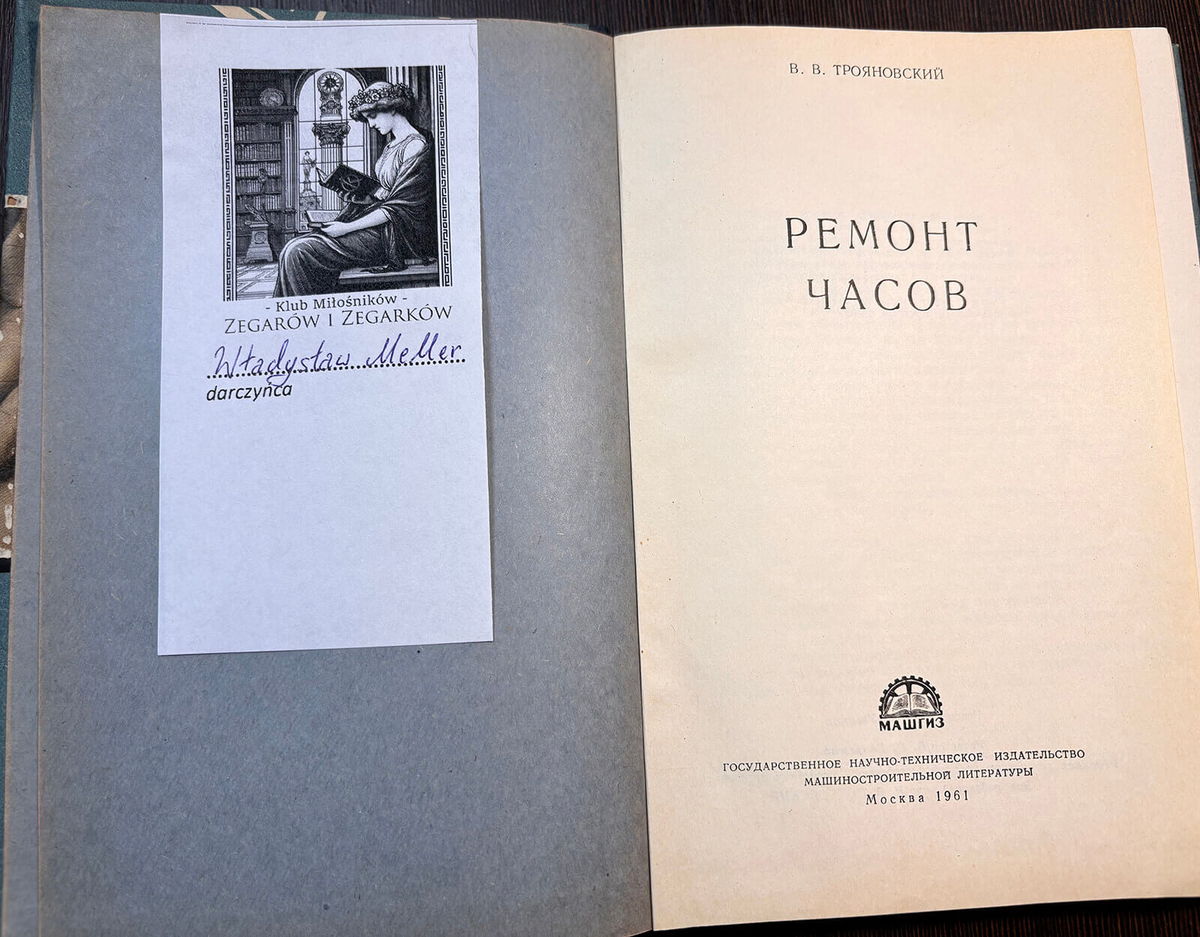 - Klub Miłośników -
ZEGARÓW I ZEGARKÓW
Władysław Meller
darczyńca
В. В. ТРОЯНОВСКИЙ
РЕМОНТ
ЧАСОВ
МАШГИЗ
ГОСУДАРСТВЕННОЕ НАУЧНО-ТЕХНИЧЕСКОЕ ИЗДАТЕЛЬСТВО
МАШИНОСТРОИТЕЛЬНОЙ ЛИТЕРАТУРЫ
Москва 1961